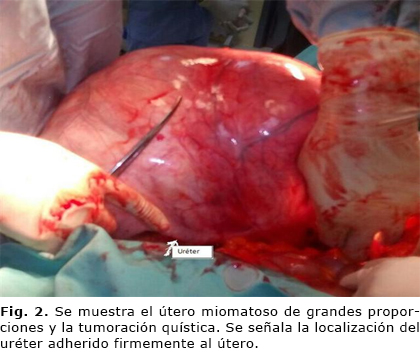 Uréter
Fig. 2. Se muestra el útero miomatoso de grandes propor-
ciones y la tumoración quística. Se señala la localización del
uréter adherido firmemente al útero.